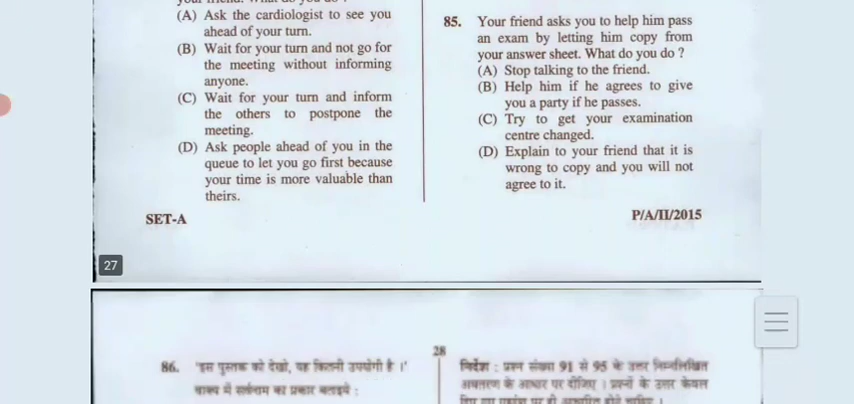 (A) Ask the cardiologist to see you
ahead of your turn.
(B) Wait for your turn and not go for
the meeting without informing
anyone.
(C) Wait for your turn and inform
the others to postpone the
meeting.
(D) Ask people ahead of you in the
queue to let you go first because
your time is more valuable than
theirs.
SET-A
85. Your friend asks you to help him pass
an exam by letting him copy from
your answer sheet. What do you do ?
(A) Stop talking to the friend.
(B) Help him if he agrees to give
you a party if he passes.
(C) Try to get your examination
centre changed.
(D) Explain to your friend that it is
wrong to copy and you will not
agree to it.
P/A/II/2015
27
28
86. 'इस पुस्तक को देखो, यह कितनी उपयोगी है ।'
वाक्य में सर्वनाम का प्रकार बताइये :
निर्देश : प्रश्न संख्या 91 से 95 के उत्तर निम्नलिखित
अवतरण के आधार पर दीजिए । प्रश्नों के उत्तर केवल